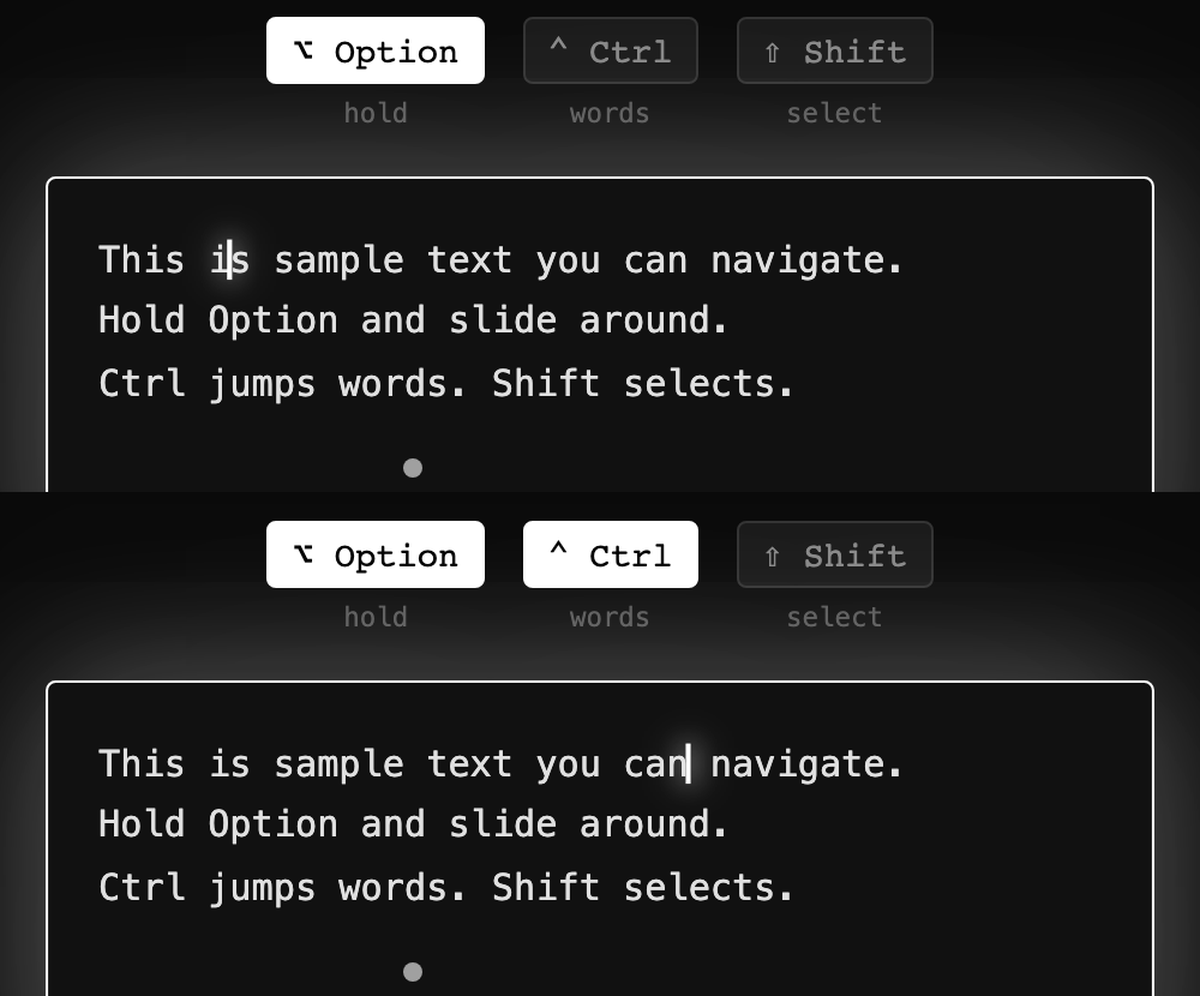 ⌥ Option ^ Ctrl ⇧ Shift
hold words select
This is sample text you can navigate.
Hold Option and slide around.
Ctrl jumps words. Shift selects.
⌥ Option ^ Ctrl ⇧ Shift
hold words select
This is sample text you can navigate.
Hold Option and slide around.
Ctrl jumps words. Shift selects.